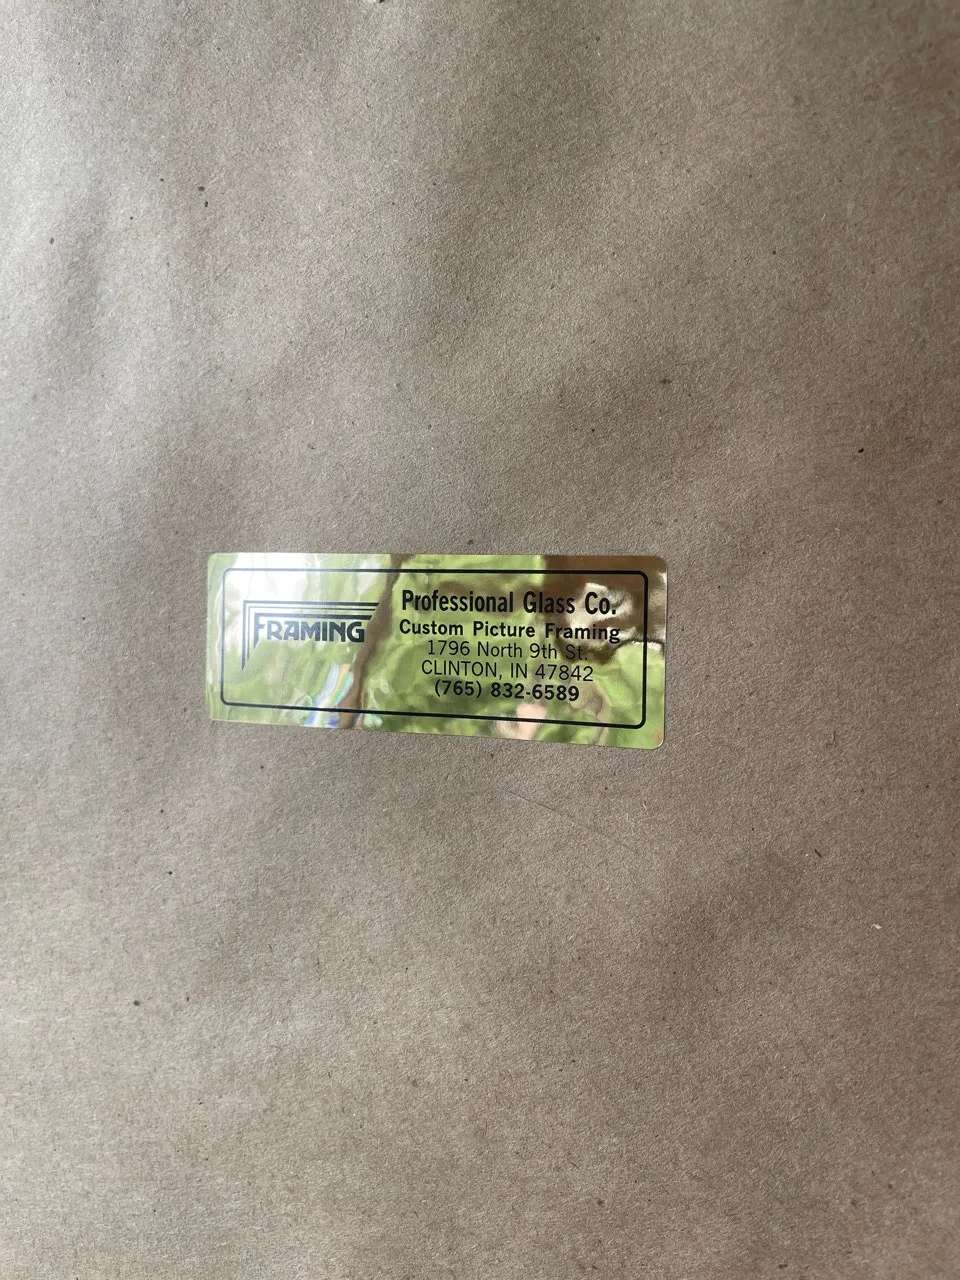 FRAMING
Professional Glass Co.
Custom Picture Framing
1796 North 9th St.
CLINTON, IN 47842
(765) 832-6589